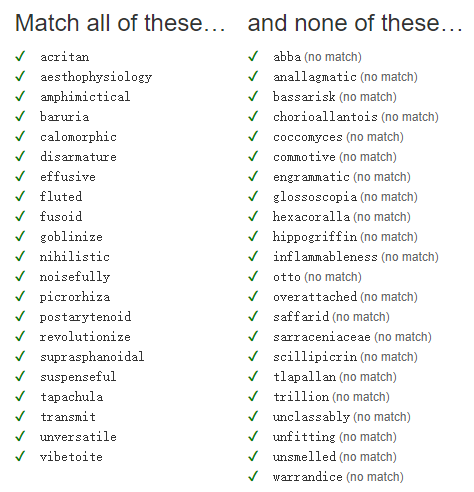 Match all of these… and none of these…
✓ acritan ✓ abba (no match)
✓ aesthophysiology ✓ anallagmatic (no match)
✓ amphimictical ✓ bassarisk (no match)
✓ baruria ✓ chorioallantois (no match)
✓ calomorphic ✓ coccomyces (no match)
✓ disarmature ✓ commotive (no match)
✓ effusive ✓ engrammatic (no match)
✓ fluted ✓ glossoscopia (no match)
✓ fusoid ✓ hexacoralla (no match)
✓ goblinize ✓ hippogriffin (no match)
✓ nihilistic ✓ inflammableness (no match)
✓ noisefully ✓ otto (no match)
✓ picrorhiza ✓ overattached (no match)
✓ postarytenoid ✓ saffarid (no match)
✓ revolutionize ✓ sarraceniaceae (no match)
✓ suprasphanoidal ✓ scillipicrin (no match)
✓ suspenseful ✓ tlapallan (no match)
✓ tapachula ✓ trillion (no match)
✓ transmit ✓ unclassably (no match)
✓ unversatile ✓ unfitting (no match)
✓ vibetoite ✓ unsmelled (no match)
✓ warrandice (no match)